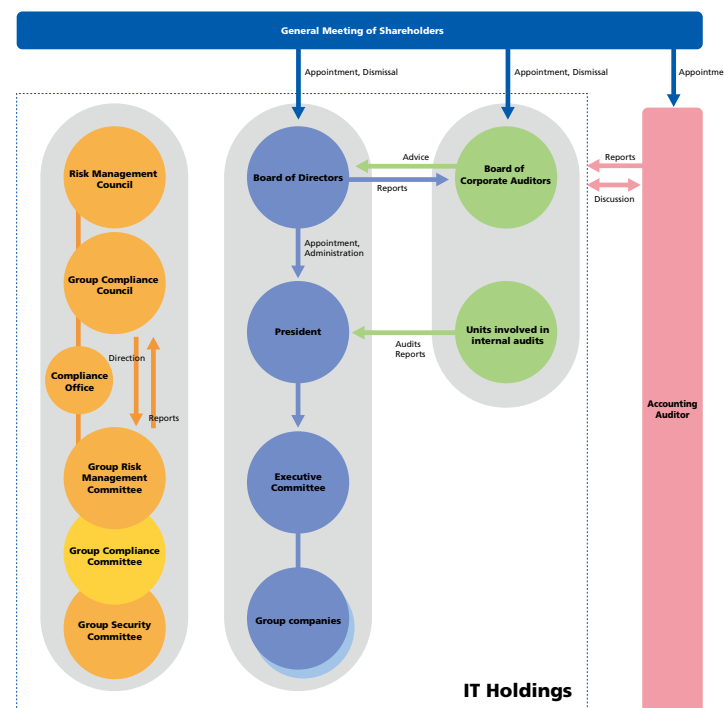 General Meeting of Shareholders
Appointment, Dismissal
Appointment, Dismissal
Appointme
Risk Management
Council
Board of Directors
Advice
Reports
Board of
Corporate Auditors
Reports
Discussion
Appointment,
Administration
Group Compliance
Council
President
Audits
Reports
Units involved in
internal audits
Direction
Compliance
Office
Reports
Accounting
Auditor
Group Risk
Management
Committee
Executive
Committee
Group Compliance
Committee
Group Security
Committee
Group companies
IT Holdings